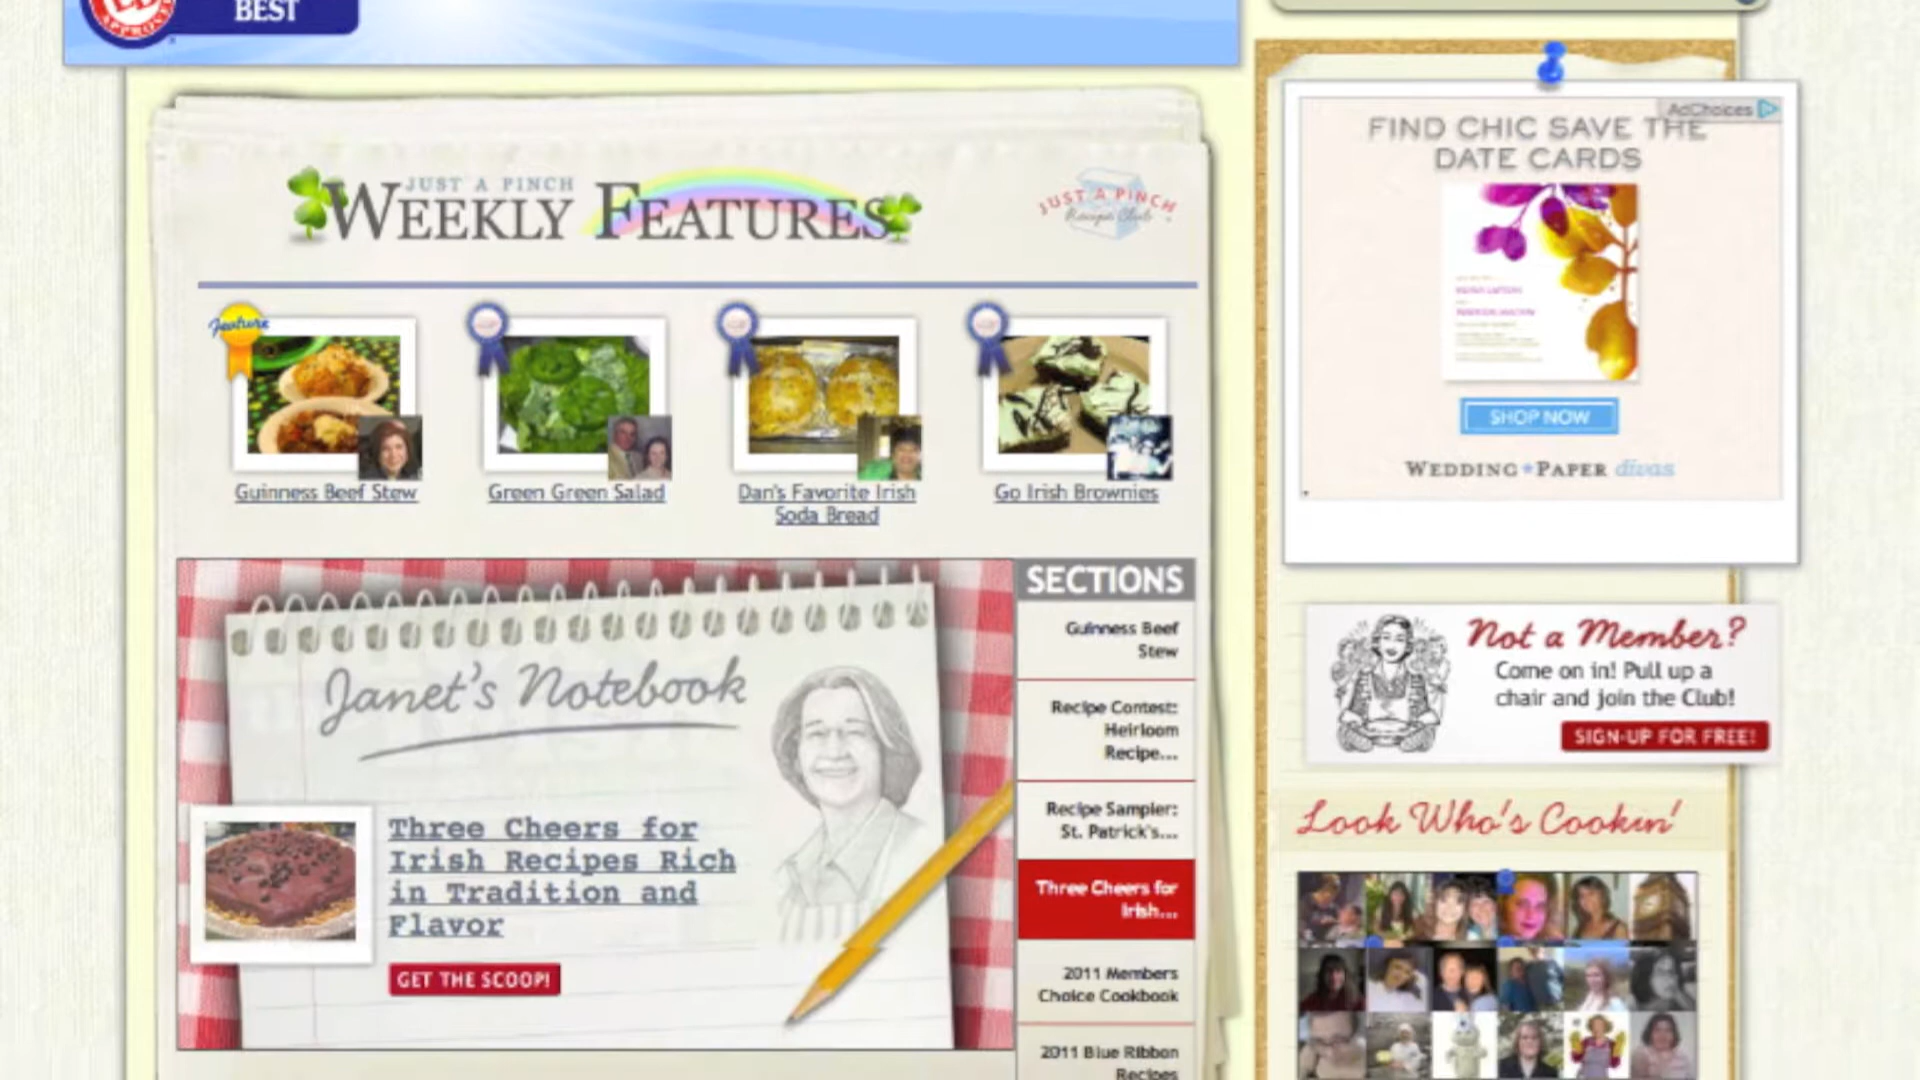 BEST
APPROVED
JUST A PINCH
WEEKLY FEATURES
JUST A PINCH
Recipe Club
Feature
Guinness Beef Stew
Green Green Salad
Dan's Favorite Irish
Soda Bread
Go Irish Brownies
Janet's Notebook
Three Cheers for
Irish Recipes Rich
in Tradition and
Flavor
GET THE SCOOP!
SECTIONS
Guinness Beef
Stew
Recipe Contest:
Heirloom
Recipe...
Recipe Sampler:
St. Patrick's...
Three Cheers for
Irish...
2011 Members
Choice Cookbook
2011 Blue Ribbon
Recipes
AdChoices
FIND CHIC SAVE THE
DATE CARDS
SHOP NOW
WEDDING PAPER divas
Not a Member?
Come on in! Pull up a
chair and join the Club!
SIGN-UP FOR FREE!
Look Who's Cookin'